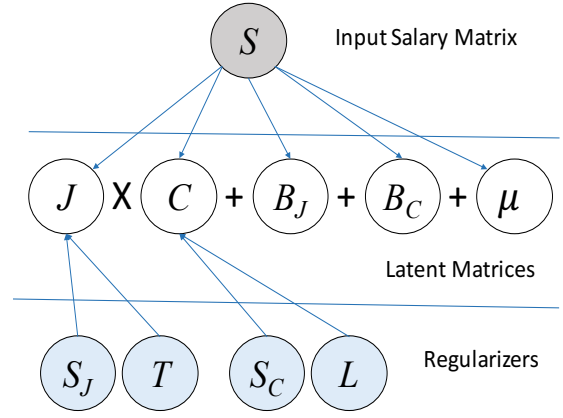 S Input Salary Matrix
J X C + B_J + B_C + μ
Latent Matrices
S_J T S_C L Regularizers